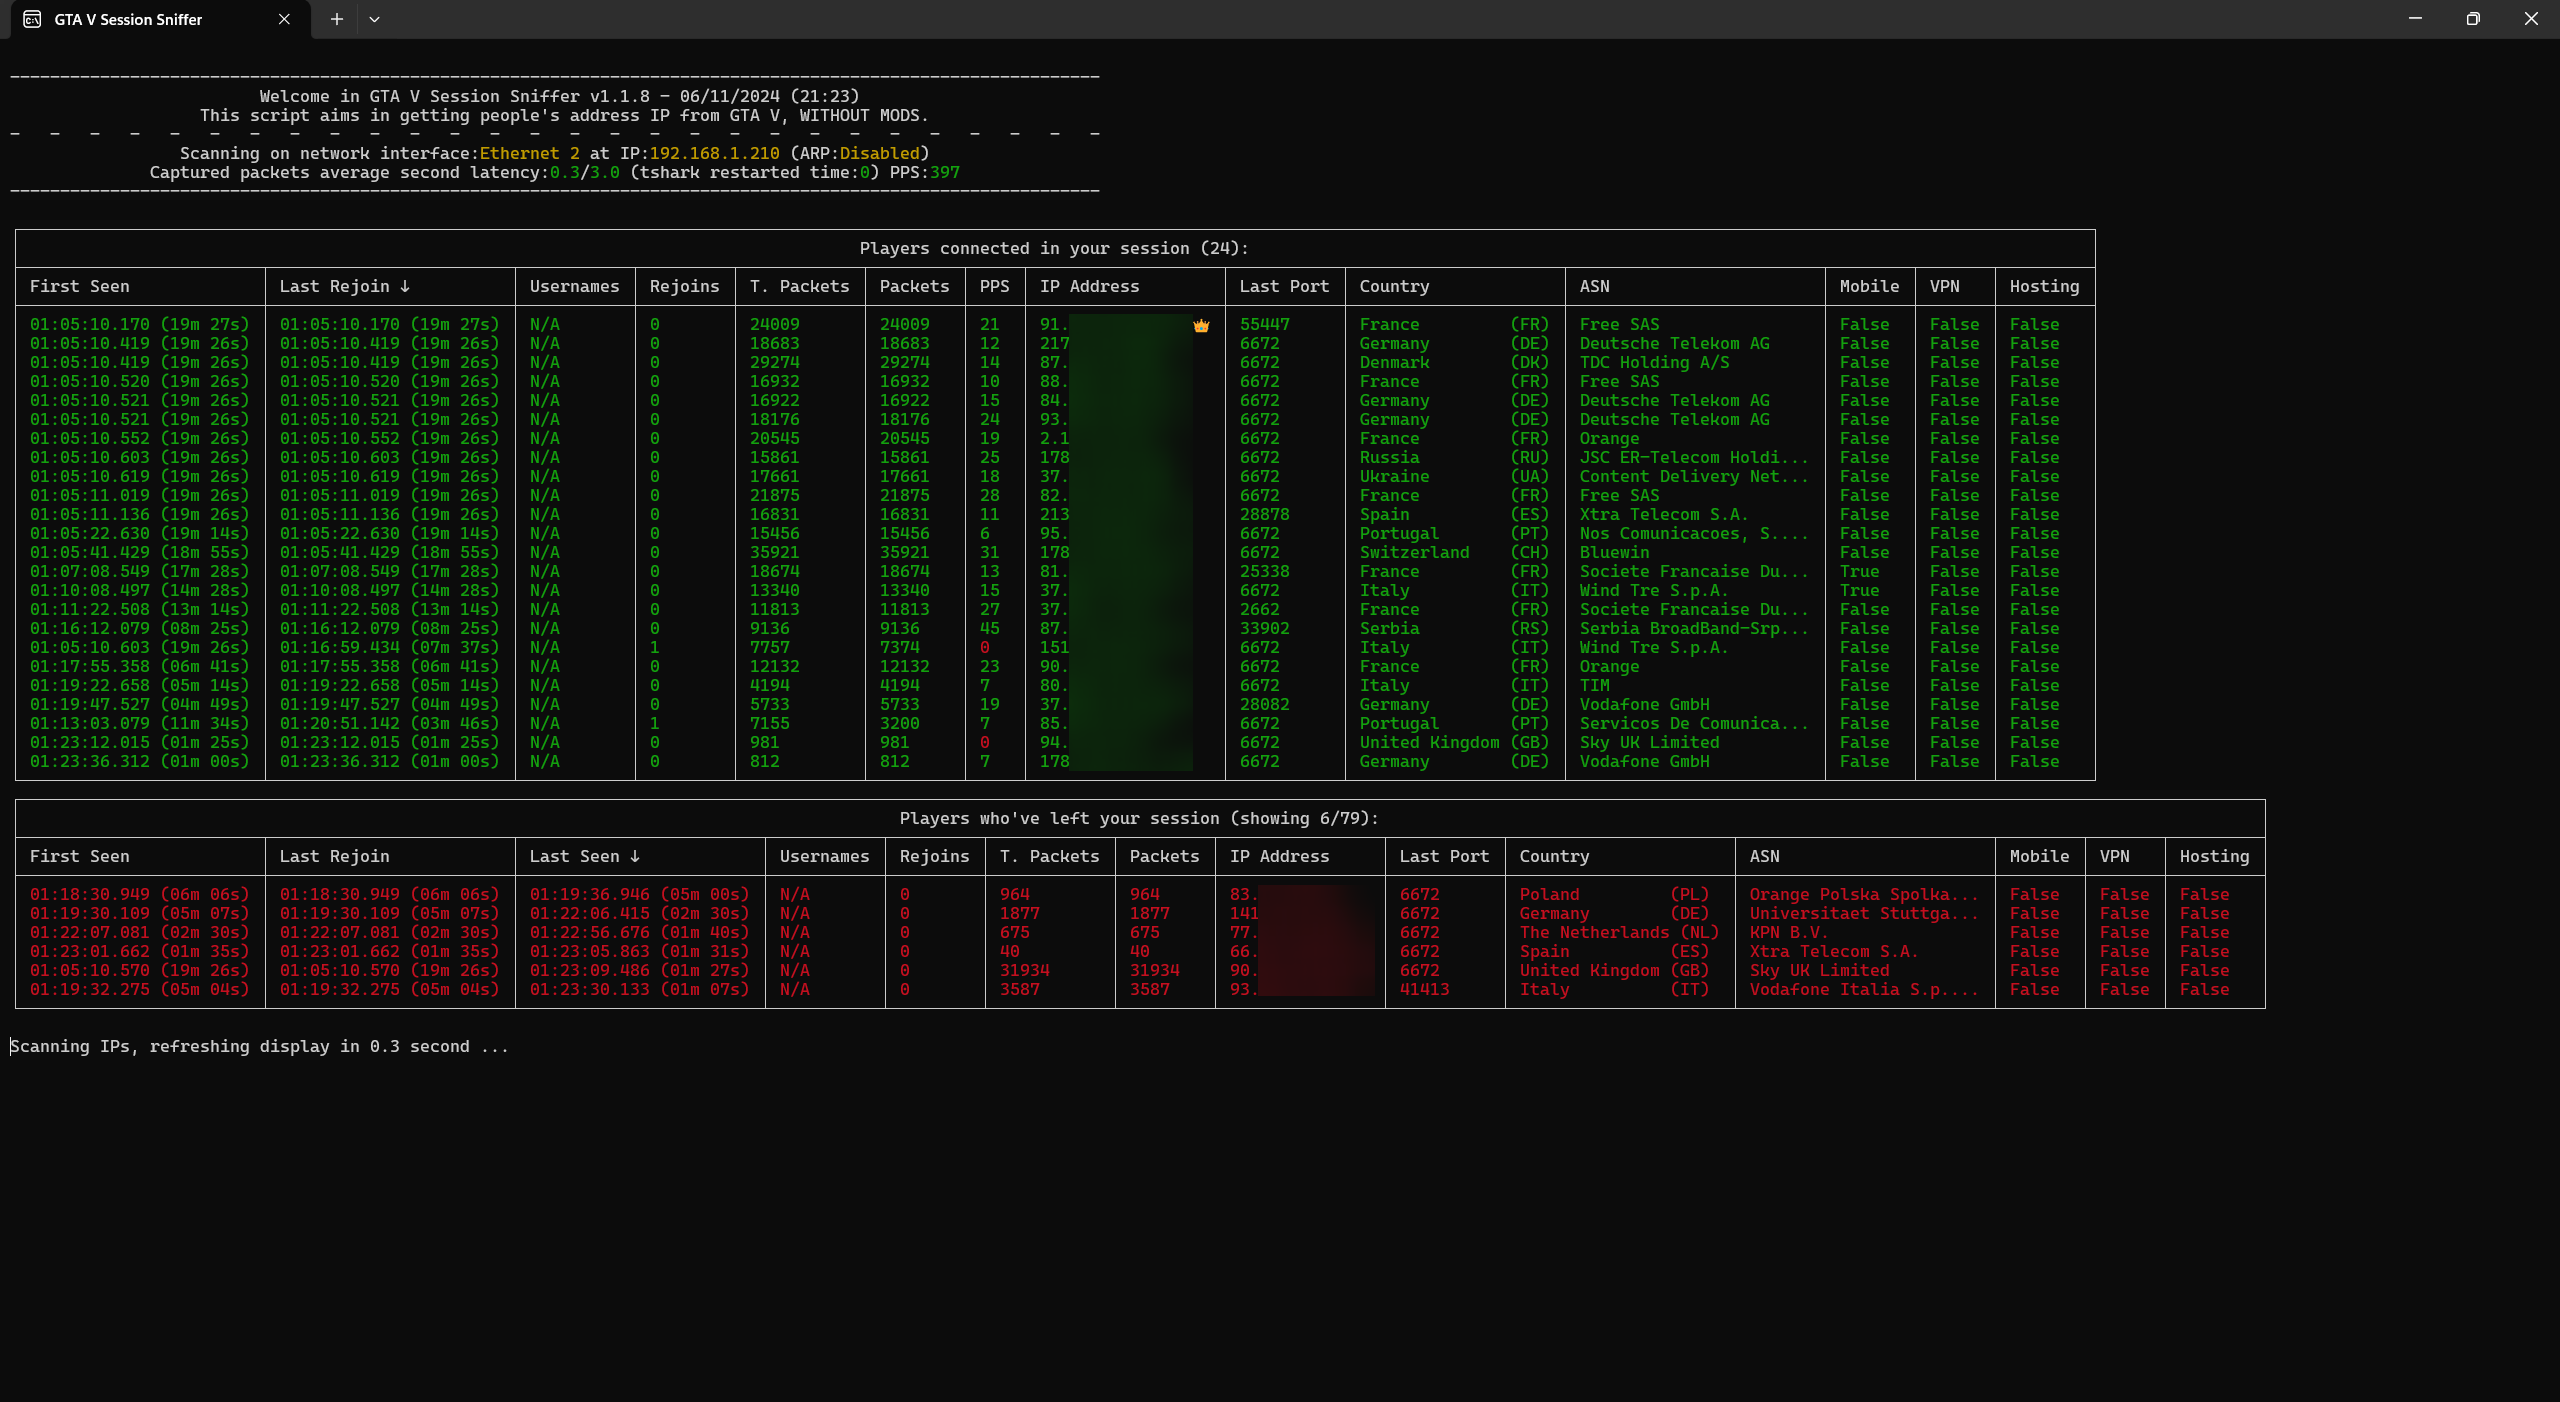 GTA V Session Sniffer
Welcome in GTA V Session Sniffer v1.1.8 - 06/11/2024 (21:23)
This script aims in getting people's address IP from GTA V, WITHOUT MODS.
Scanning on network interface:Ethernet 2 at IP:192.168.1.210 (ARP:Disabled)
Captured packets average second latency:0.3/3.0 (tshark restarted time:0) PPS:397
Players connected in your session (24):
First Seen Last Rejoin ↓ Usernames Rejoins T. Packets Packets PPS IP Address Last Port Country ASN Mobile VPN Hosting
01:05:10.170 (19m 27s) 01:05:10.170 (19m 27s) N/A 0 24009 24009 21 91. 55447 France (FR) Free SAS False False False
01:05:10.419 (19m 26s) 01:05:10.419 (19m 26s) N/A 0 18683 18683 12 217 6672 Germany (DE) Deutsche Telekom AG False False False
01:05:10.419 (19m 26s) 01:05:10.419 (19m 26s) N/A 0 29274 29274 14 87. 6672 Denmark (DK) TDC Holding A/S False False False
01:05:10.520 (19m 26s) 01:05:10.520 (19m 26s) N/A 0 16932 16932 10 88. 6672 France (FR) Free SAS False False False
01:05:10.521 (19m 26s) 01:05:10.521 (19m 26s) N/A 0 16922 16922 15 84. 6672 Germany (DE) Deutsche Telekom AG False False False
01:05:10.521 (19m 26s) 01:05:10.521 (19m 26s) N/A 0 18176 18176 24 93. 6672 Germany (DE) Deutsche Telekom AG False False False
01:05:10.552 (19m 26s) 01:05:10.552 (19m 26s) N/A 0 20545 20545 19 2.1 6672 France (FR) Orange False False False
01:05:10.603 (19m 26s) 01:05:10.603 (19m 26s) N/A 0 15861 15861 25 178 6672 Russia (RU) JSC ER-Telecom Holdi... False False False
01:05:10.619 (19m 26s) 01:05:10.619 (19m 26s) N/A 0 17661 17661 18 37. 6672 Ukraine (UA) Content Delivery Net... False False False
01:05:11.019 (19m 26s) 01:05:11.019 (19m 26s) N/A 0 21875 21875 28 82. 6672 France (FR) Free SAS False False False
01:05:11.136 (19m 26s) 01:05:11.136 (19m 26s) N/A 0 16831 16831 11 213 28878 Spain (ES) Xtra Telecom S.A. False False False
01:05:22.630 (19m 14s) 01:05:22.630 (19m 14s) N/A 0 15456 15456 6 95. 6672 Portugal (PT) Nos Comunicacoes, S.... False False False
01:05:41.429 (18m 55s) 01:05:41.429 (18m 55s) N/A 0 35921 35921 31 178 6672 Switzerland (CH) Bluewin False False False
01:07:08.549 (17m 28s) 01:07:08.549 (17m 28s) N/A 0 18674 18674 13 81. 25338 France (FR) Societe Francaise Du... True False False
01:10:08.497 (14m 28s) 01:10:08.497 (14m 28s) N/A 0 13340 13340 15 37. 6672 Italy (IT) Wind Tre S.p.A. True False False
01:11:22.508 (13m 14s) 01:11:22.508 (13m 14s) N/A 0 11813 11813 27 37. 2662 France (FR) Societe Francaise Du... False False False
01:16:12.079 (08m 25s) 01:16:12.079 (08m 25s) N/A 0 9136 9136 45 87. 33902 Serbia (RS) Serbia BroadBand-Srp... False False False
01:05:10.603 (19m 26s) 01:16:59.434 (07m 37s) N/A 1 7757 7374 0 151 6672 Italy (IT) Wind Tre S.p.A. False False False
01:17:55.358 (06m 41s) 01:17:55.358 (06m 41s) N/A 0 12132 12132 23 90. 6672 France (FR) Orange False False False
01:19:22.658 (05m 14s) 01:19:22.658 (05m 14s) N/A 0 4194 4194 7 80. 6672 Italy (IT) TIM False False False
01:19:47.527 (04m 49s) 01:19:47.527 (04m 49s) N/A 0 5733 5733 19 37. 28082 Germany (DE) Vodafone GmbH False False False
01:13:03.079 (11m 34s) 01:20:51.142 (03m 46s) N/A 1 7155 3200 7 85. 6672 Portugal (PT) Servicos De Comunica... False False False
01:23:12.015 (01m 25s) 01:23:12.015 (01m 25s) N/A 0 981 981 0 94. 6672 United Kingdom (GB) Sky UK Limited False False False
01:23:36.312 (01m 00s) 01:23:36.312 (01m 00s) N/A 0 812 812 7 178 6672 Germany (DE) Vodafone GmbH False False False
Players who've left your session (showing 6/79):
First Seen Last Rejoin Last Seen ↓ Usernames Rejoins T. Packets Packets IP Address Last Port Country ASN Mobile VPN Hosting
01:18:30.949 (06m 06s) 01:18:30.949 (06m 06s) 01:19:36.946 (05m 00s) N/A 0 964 964 83. 6672 Poland (PL) Orange Polska Spolka... False False False
01:19:30.109 (05m 07s) 01:19:30.109 (05m 07s) 01:22:06.415 (02m 30s) N/A 0 1877 1877 141 6672 Germany (DE) Universitaet Stuttga... False False False
01:22:07.081 (02m 30s) 01:22:07.081 (02m 30s) 01:22:56.676 (01m 40s) N/A 0 675 675 77. 6672 The Netherlands (NL) KPN B.V. False False False
01:23:01.662 (01m 35s) 01:23:01.662 (01m 35s) 01:23:05.863 (01m 31s) N/A 0 40 40 66. 6672 Spain (ES) Xtra Telecom S.A. False False False
01:05:10.570 (19m 26s) 01:05:10.570 (19m 26s) 01:23:09.486 (01m 27s) N/A 0 31934 31934 90. 6672 United Kingdom (GB) Sky UK Limited False False False
01:19:32.275 (05m 04s) 01:19:32.275 (05m 04s) 01:23:30.133 (01m 07s) N/A 0 3587 3587 93. 41413 Italy (IT) Vodafone Italia S.p.... False False False
Scanning IPs, refreshing display in 0.3 second ...